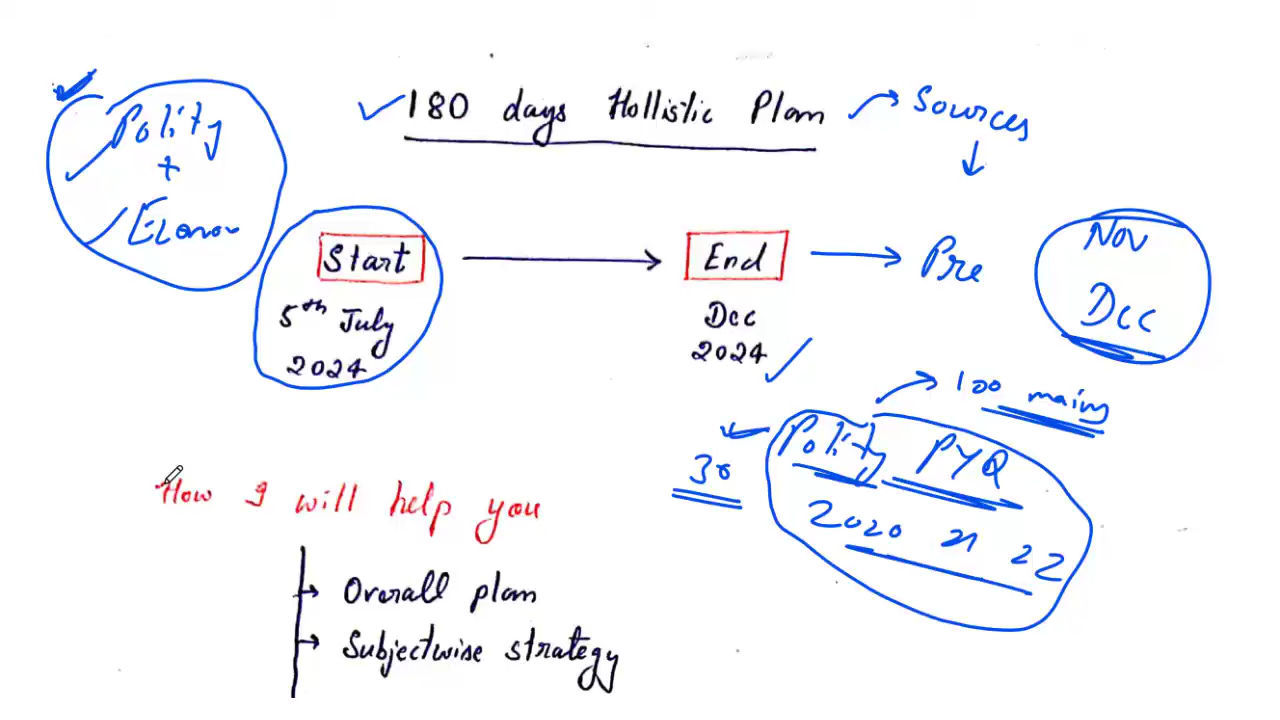 180 days Hollistic Plan
Sources
Polity
+
Econom
Start
5th July
2024
End
Dec
2024
Pre
Nov
Dec
100 mains
Polity PYQ
30
2020 21 22
How I will help you
→ Overall plan
→ Subjectwise strategy